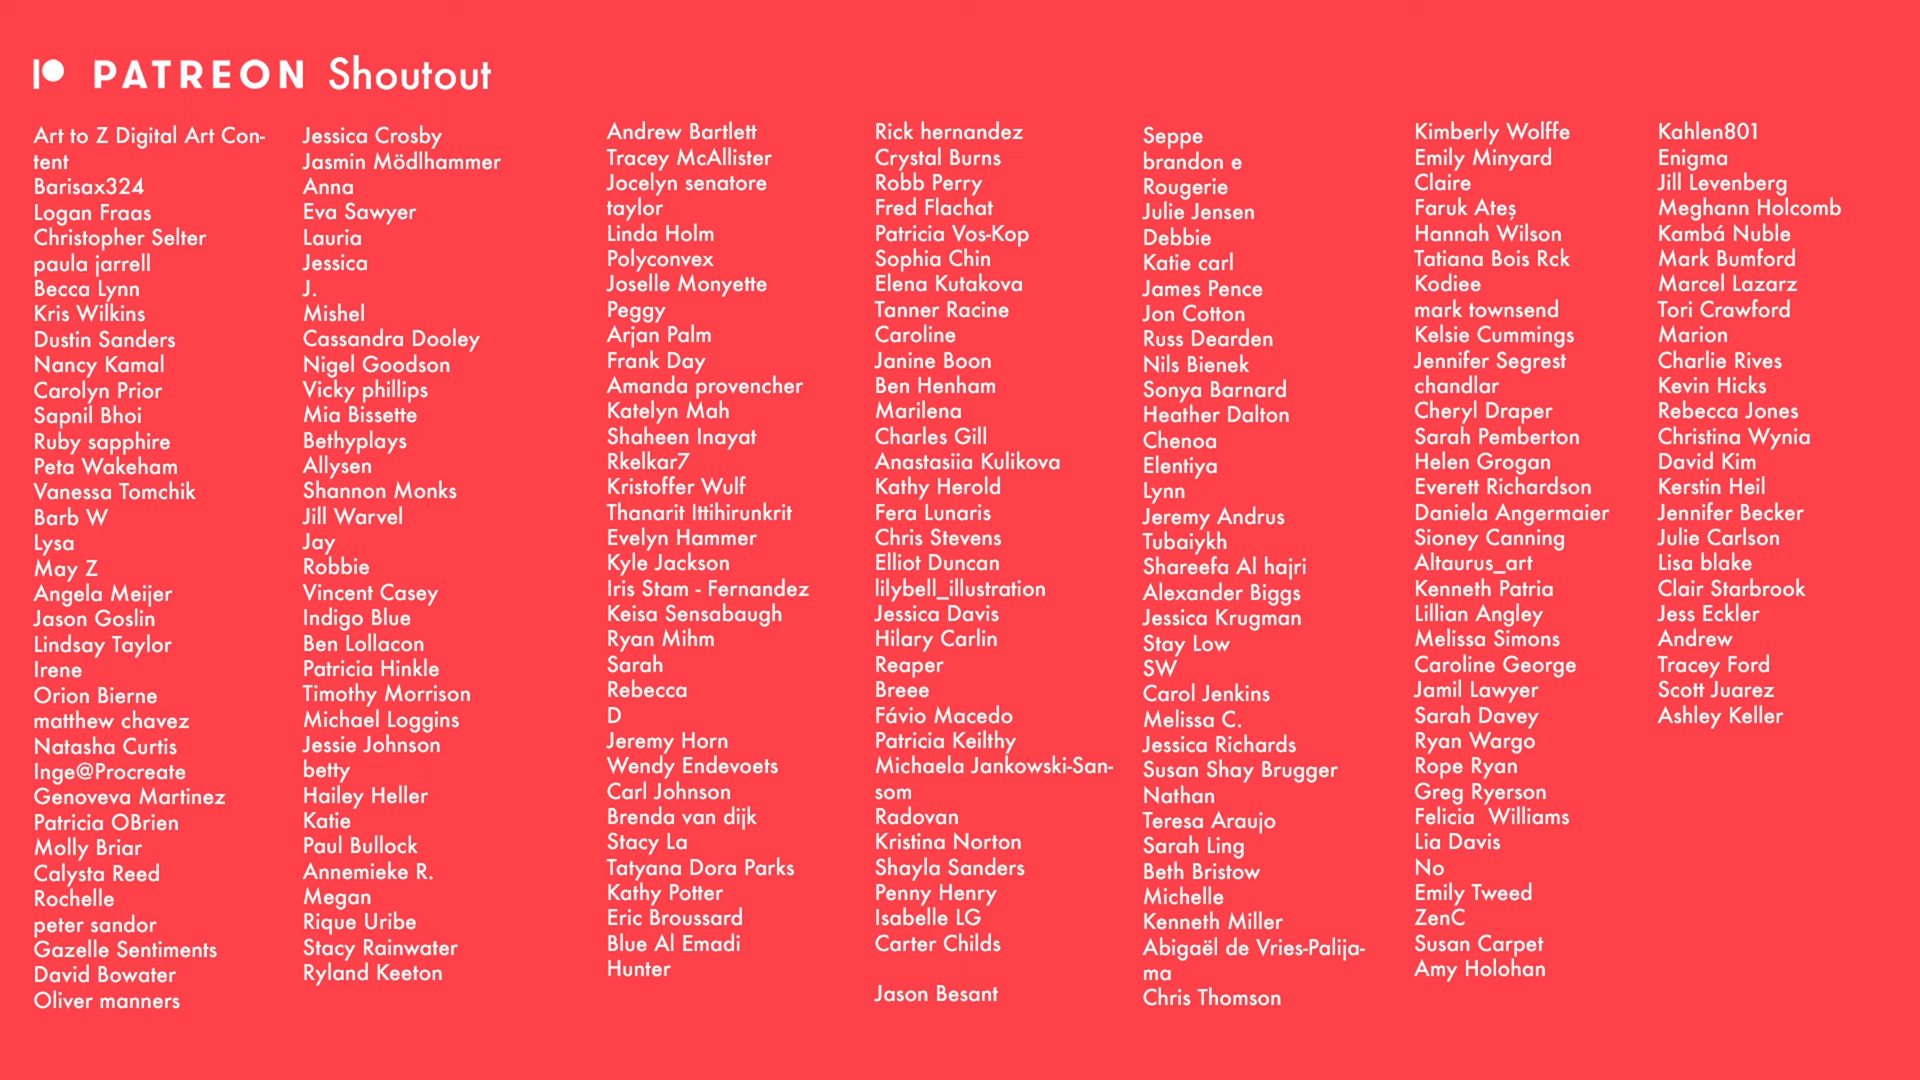 PATREON Shoutout
Art to Z Digital Art Con-
tent
Barisax324
Logan Fraas
Christopher Selter
paula jarrell
Becca Lynn
Kris Wilkins
Dustin Sanders
Nancy Kamal
Carolyn Prior
Sapnil Bhoi
Ruby sapphire
Peta Wakeham
Vanessa Tomchik
Barb W
Lysa
May Z
Angela Meijer
Jason Goslin
Lindsay Taylor
Irene
Orion Bierne
matthew chavez
Natasha Curtis
Inge@Procreate
Genoveva Martinez
Patricia OBrien
Molly Briar
Calysta Reed
Rochelle
peter sandor
Gazelle Sentiments
David Bowater
Oliver manners
Jessica Crosby
Jasmin Mödlhammer
Anna
Eva Sawyer
Lauria
Jessica
J.
Mishel
Cassandra Dooley
Nigel Goodson
Vicky phillips
Mia Bissette
Bethyplays
Allysen
Shannon Monks
Jill Warvel
Jay
Robbie
Vincent Casey
Indigo Blue
Ben Lollacon
Patricia Hinkle
Timothy Morrison
Michael Loggins
Jessie Johnson
betty
Hailey Heller
Katie
Paul Bullock
Annemieke R.
Megan
Rique Uribe
Stacy Rainwater
Ryland Keeton
Andrew Bartlett
Tracey McAllister
Jocelyn senatore
taylor
Linda Holm
Polyconvex
Joselle Monyette
Peggy
Arjan Palm
Frank Day
Amanda provencher
Katelyn Mah
Shaheen Inayat
Rkelkar7
Kristoffer Wulf
Thanarit Ittihirunkrit
Evelyn Hammer
Kyle Jackson
Iris Stam - Fernandez
Keisa Sensabaugh
Ryan Mihm
Sarah
Rebecca
D
Jeremy Horn
Wendy Endevoets
Carl Johnson
Brenda van dijk
Stacy La
Tatyana Dora Parks
Kathy Potter
Eric Broussard
Blue Al Emadi
Hunter
Rick hernandez
Crystal Burns
Robb Perry
Fred Flachat
Patricia Vos-Kop
Sophia Chin
Elena Kutakova
Tanner Racine
Caroline
Janine Boon
Ben Henham
Marilena
Charles Gill
Anastasiia Kulikova
Kathy Herold
Fera Lunaris
Chris Stevens
Elliot Duncan
lilybell_illustration
Jessica Davis
Hilary Carlin
Reaper
Breee
Fávio Macedo
Patricia Keilthy
Michaela Jankowski-San-
som
Radovan
Kristina Norton
Shayla Sanders
Penny Henry
Isabelle LG
Carter Childs
Jason Besant
Seppe
brandon e
Rougerie
Julie Jensen
Debbie
Katie carl
James Pence
Jon Cotton
Russ Dearden
Nils Bienek
Sonya Barnard
Heather Dalton
Chenoa
Elentiya
Lynn
Jeremy Andrus
Tubaiykh
Shareefa Al hajri
Alexander Biggs
Jessica Krugman
Stay Low
SW
Carol Jenkins
Melissa C.
Jessica Richards
Susan Shay Brugger
Nathan
Teresa Araujo
Sarah Ling
Beth Bristow
Michelle
Kenneth Miller
Abigaël de Vries-Palija-
ma
Chris Thomson
Kimberly Wolffe
Emily Minyard
Claire
Faruk Ateş
Hannah Wilson
Tatiana Bois Rck
Kodiee
mark townsend
Kelsie Cummings
Jennifer Segrest
chandlar
Cheryl Draper
Sarah Pemberton
Helen Grogan
Everett Richardson
Daniela Angermaier
Sioney Canning
Altaurus_art
Kenneth Patria
Lillian Angley
Melissa Simons
Caroline George
Jamil Lawyer
Sarah Davey
Ryan Wargo
Rope Ryan
Greg Ryerson
Felicia  Williams
Lia Davis
No
Emily Tweed
ZenC
Susan Carpet
Amy Holohan
Kahlen801
Enigma
Jill Levenberg
Meghann Holcomb
Kambá Nuble
Mark Bumford
Marcel Lazarz
Tori Crawford
Marion
Charlie Rives
Kevin Hicks
Rebecca Jones
Christina Wynia
David Kim
Kerstin Heil
Jennifer Becker
Julie Carlson
Lisa blake
Clair Starbrook
Jess Eckler
Andrew
Tracey Ford
Scott Juarez
Ashley Keller